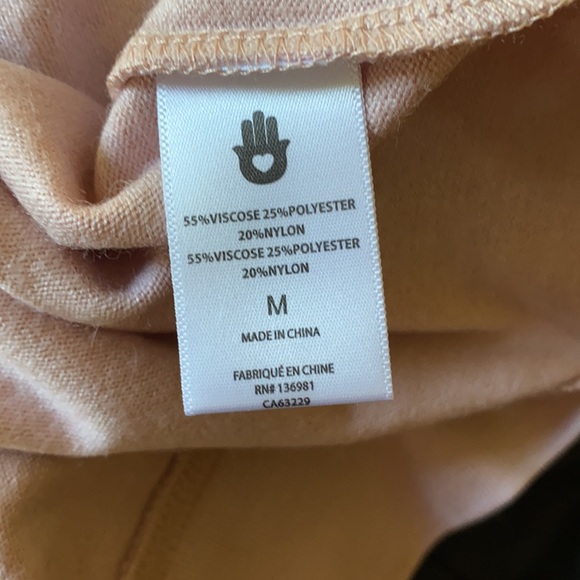 55%VISCOSE 25%POLYESTER
20%NYLON
55%VISCOSE 25%POLYESTER
20%NYLON
M
MADE IN CHINA
FABRIQUÉ EN CHINE
RN# 136981
CA63229